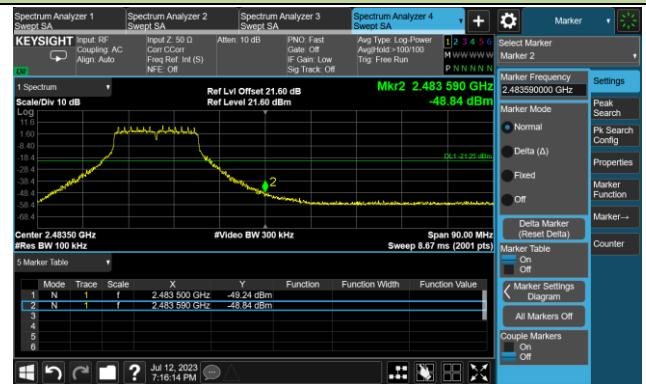 Spectrum Analyzer 1
Swept SA
Spectrum Analyzer 2
Swept SA
Spectrum Analyzer 3
Swept SA
Spectrum Analyzer 4
Swept SA
Marker
KEYSIGHT
Input: RF
Coupling: AC
Align: Auto
Input Z: 50 Ω
Corr CCorr
Freq Ref: Int (S)
NFE: Off
Atten: 10 dB
PNO: Fast
Gate: Off
IF Gain: Low
Sig Track: Off
Avg Type: Log-Power
Avg|Hold:>100/100
Trig: Free Run
1 2 3 4 5 6
M W W W W W
P N N N N N
LXI
Select Marker
Marker 2
1 Spectrum
Scale/Div 10 dB
Ref Lvl Offset 21.60 dB
Ref Level 21.60 dBm
Mkr2 2.483 590 GHz
-48.84 dBm
Log
11.6
1.60
-8.40
-18.4
-28.4
-38.4
-48.4
-58.4
-68.4
DL1 -21.25 dBm
2
Center 2.48350 GHz
#Res BW 100 kHz
#Video BW 300 kHz
Span 90.00 MHz
Sweep 8.67 ms (2001 pts)
5 Marker Table
Mode Trace Scale X Y Function Function Width Function Value
1 N 1 f 2.483 500 GHz -49.24 dBm
2 N 1 f 2.483 590 GHz -48.84 dBm
3
4
5
6
Marker Frequency
2.483590000 GHz
Marker Mode
Normal
Delta (Δ)
Fixed
Off
Delta Marker
(Reset Delta)
Marker Table
On
Off
Marker Settings
Diagram
All Markers Off
Couple Markers
On
Off
Settings
Peak
Search
Pk Search
Config
Properties
Marker
Function
Marker→
Counter
?
Jul 12, 2023
7:16:14 PM